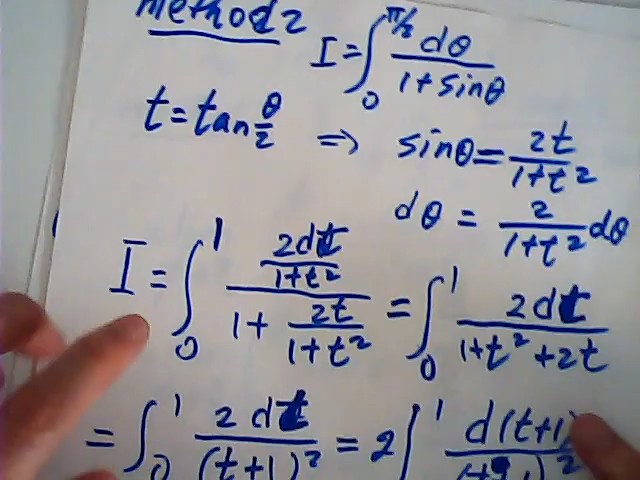 method 2
I = ∫₀^{π/2} dθ / (1 + sinθ)
t = tan θ/2 ⇒ sinθ = 2t / (1+t²)
dθ = 2 / (1+t²) dθ
I = ∫₀¹ (2dt / (1+t²)) / (1 + 2t / (1+t²)) = ∫₀¹ 2dt / (1+t²+2t)
= ∫₀¹ 2dt / (t+1)² = 2∫¹ d(t+1)